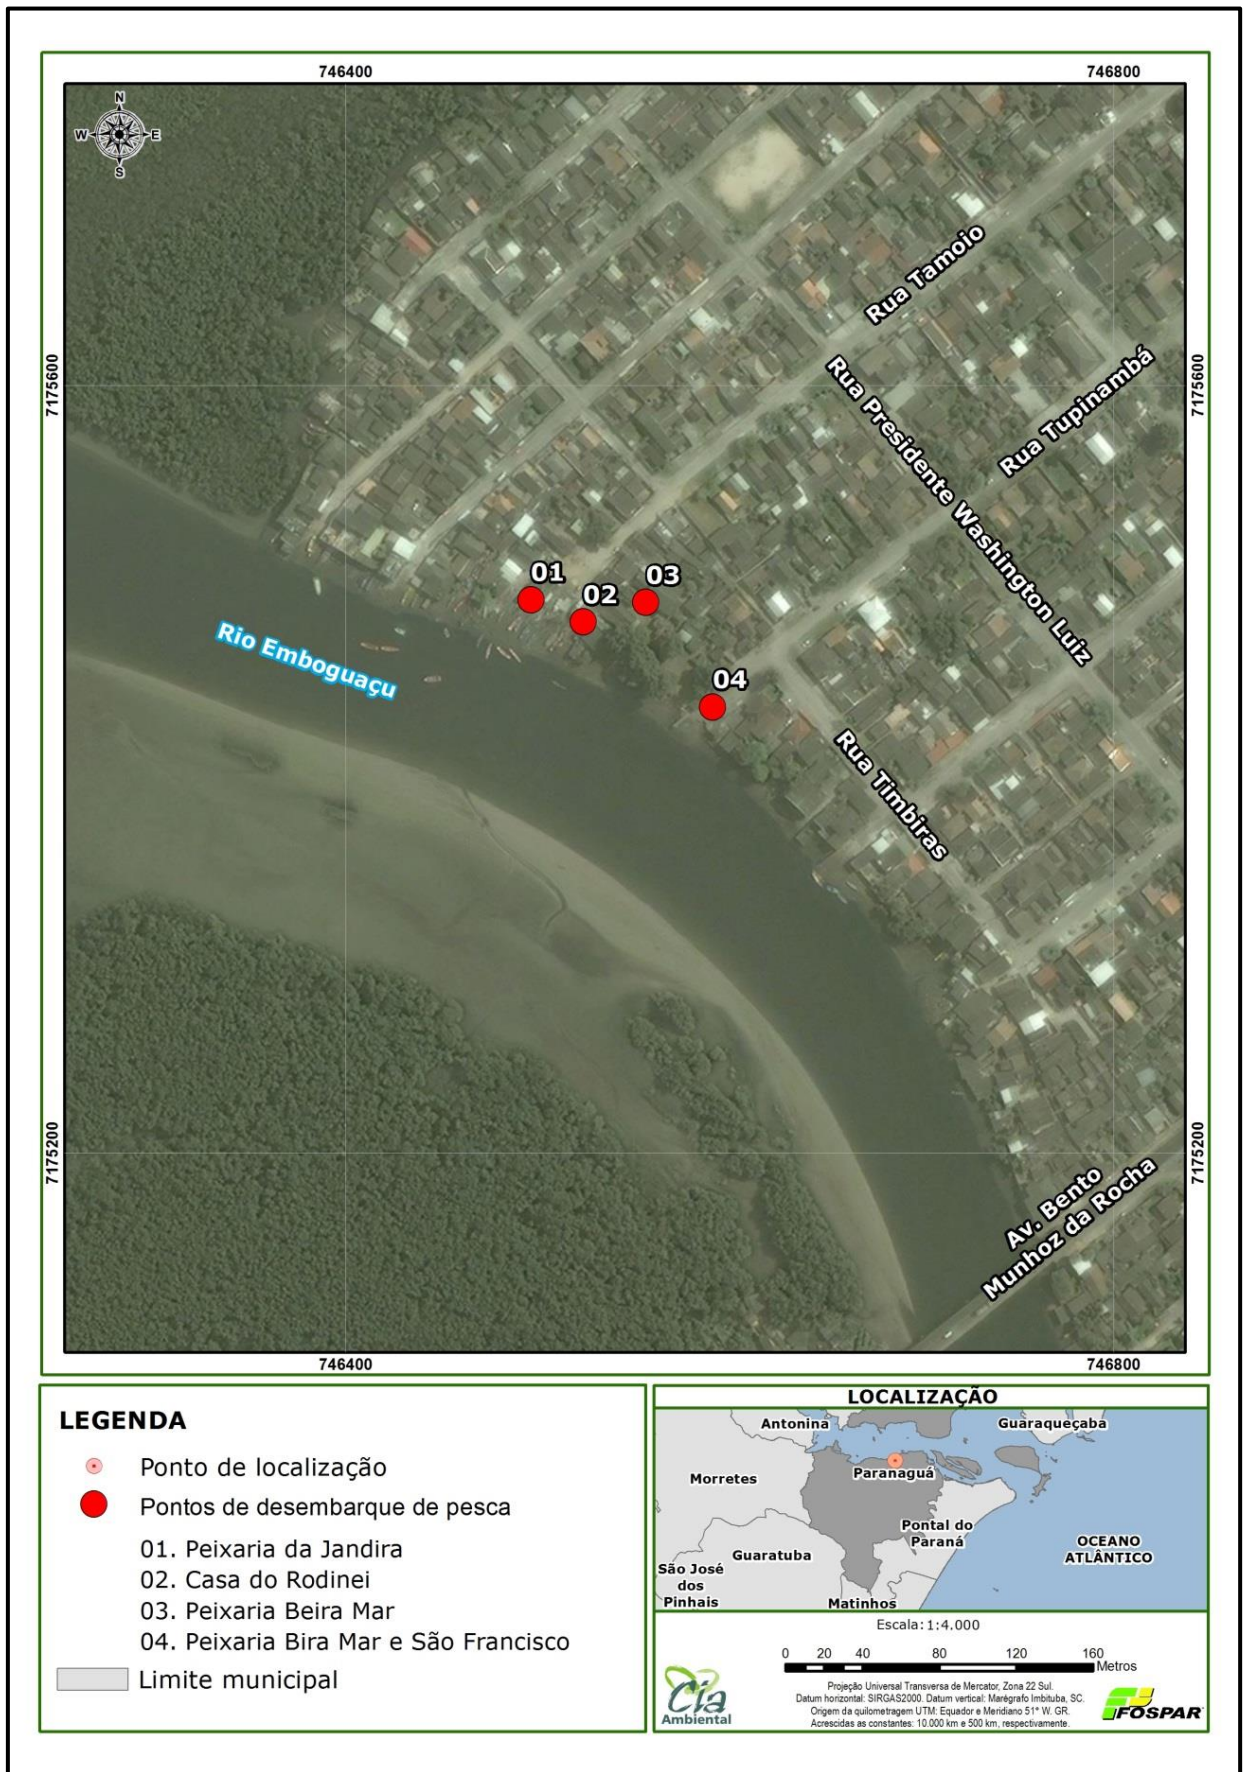 746400
746800
N
W
E
S
Rua Tamoio
7175600
7175600
Rua Presidente Washington Luiz
Rua Tupinambá
01
02
03
Rio Emboguaçu
04
Rua Timbiras
7175200
7175200
Av. Bento
Munhoz da Rocha
746400
746800
LEGENDA
Ponto de localização
Pontos de desembarque de pesca
01. Peixaria da Jandira
02. Casa do Rodinei
03. Peixaria Beira Mar
04. Peixaria Bira Mar e São Francisco
Limite municipal
LOCALIZAÇÃO
Antonina
Guaraqueçaba
Morretes
Paranaguá
Pontal do
Paraná
Guaratuba
OCEANO
ATLÂNTICO
São José
dos
Pinhais
Matinhos
Escala: 1:4.000
0 20 40 80 120 160
Metros
Projeção Universal Transversa de Mercator, Zona 22 Sul.
Datum horizontal: SIRGAS2000. Datum vertical: Marégrafo Imbituba, SC.
Origem da quilometragem UTM: Equador e Meridiano 51° W. GR.
Acrescidas as constantes: 10.000 km e 500 km, respectivamente.
Cia
Ambiental
FOSPAR